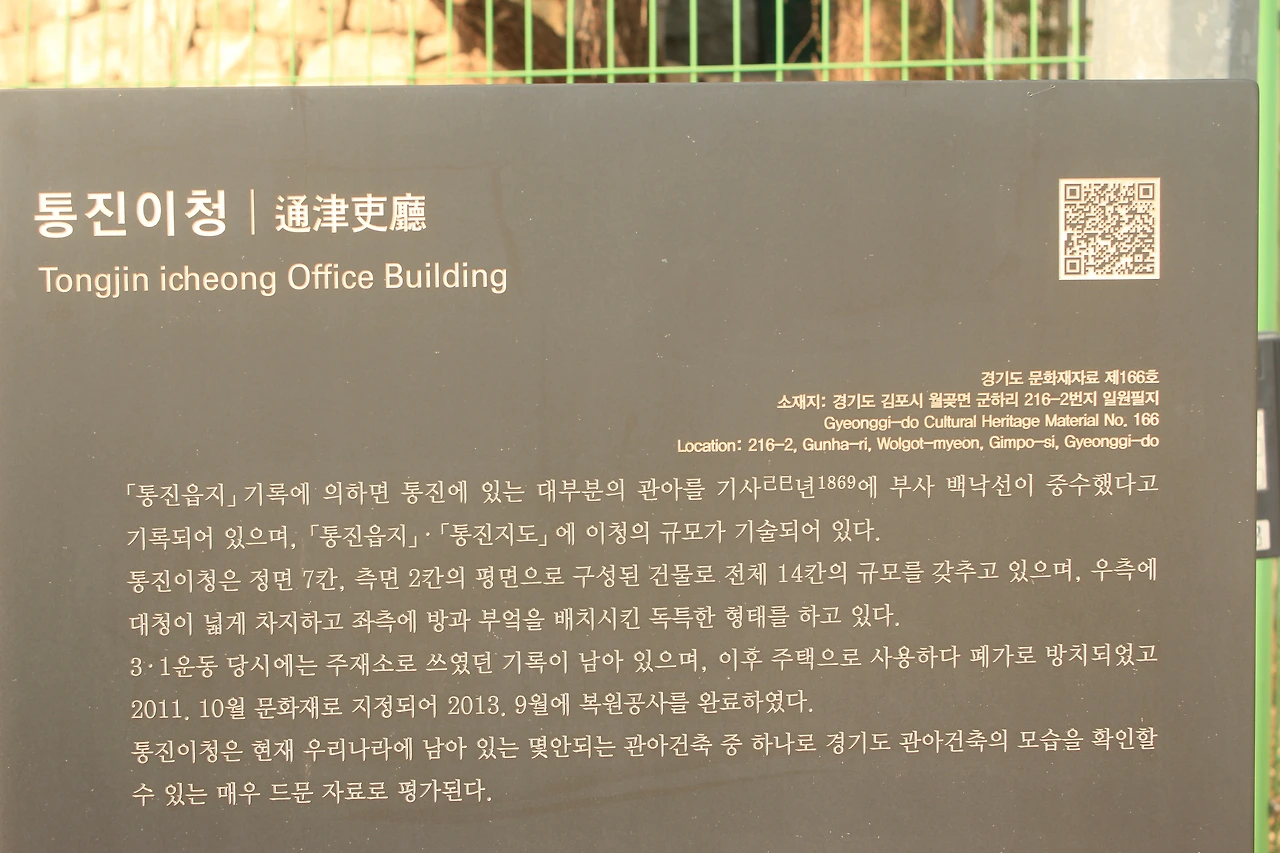 통진이청 | 通津吏廳
Tongjin icheong Office Building
경기도 문화재자료 제166호
소재지: 경기도 김포시 월곶면 군하리 216-2번지 일원필지
Gyeonggi-do Cultural Heritage Material No. 166
Location: 216-2, Gunha-ri, Wolgot-myeon, Gimpo-si, Gyeonggi-do
「통진읍지」기록에 의하면 통진에 있는 대부분의 관아를 기사己巳년1869에 부사 백낙선이 중수했다고
기록되어 있으며, 「통진읍지」·「통진지도」에 이청의 규모가 기술되어 있다.
통진이청은 정면 7칸, 측면 2칸의 평면으로 구성된 건물로 전체 14칸의 규모를 갖추고 있으며, 우측에
대청이 넓게 차지하고 좌측에 방과 부엌을 배치시킨 독특한 형태를 하고 있다.
3·1운동 당시에는 주재소로 쓰였던 기록이 남아 있으며, 이후 주택으로 사용하다 폐가로 방치되었고
2011. 10월 문화재로 지정되어 2013. 9월에 복원공사를 완료하였다.
통진이청은 현재 우리나라에 남아 있는 몇안되는 관아건축 중 하나로 경기도 관아건축의 모습을 확인할
수 있는 매우 드문 자료로 평가된다.